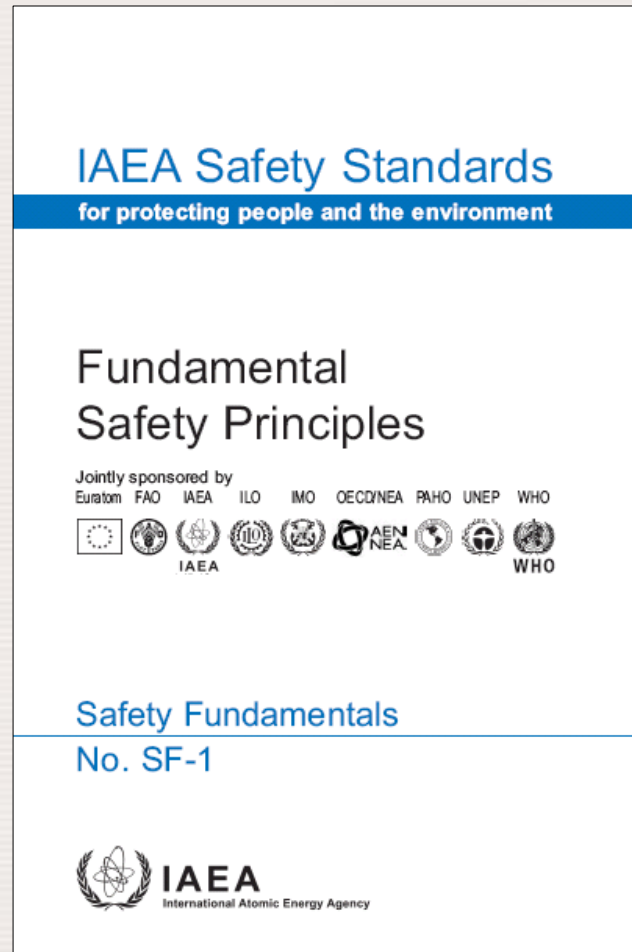 IAEA Safety Standards
for protecting people and the environment
Fundamental
Safety Principles
Jointly sponsored by
Euratom FAO IAEA ILO IMO OECD/NEA PAHO UNEP WHO
ILO AEN
NEA
IAEA WHO
Safety Fundamentals
No. SF-1
IAEA
International Atomic Energy Agency